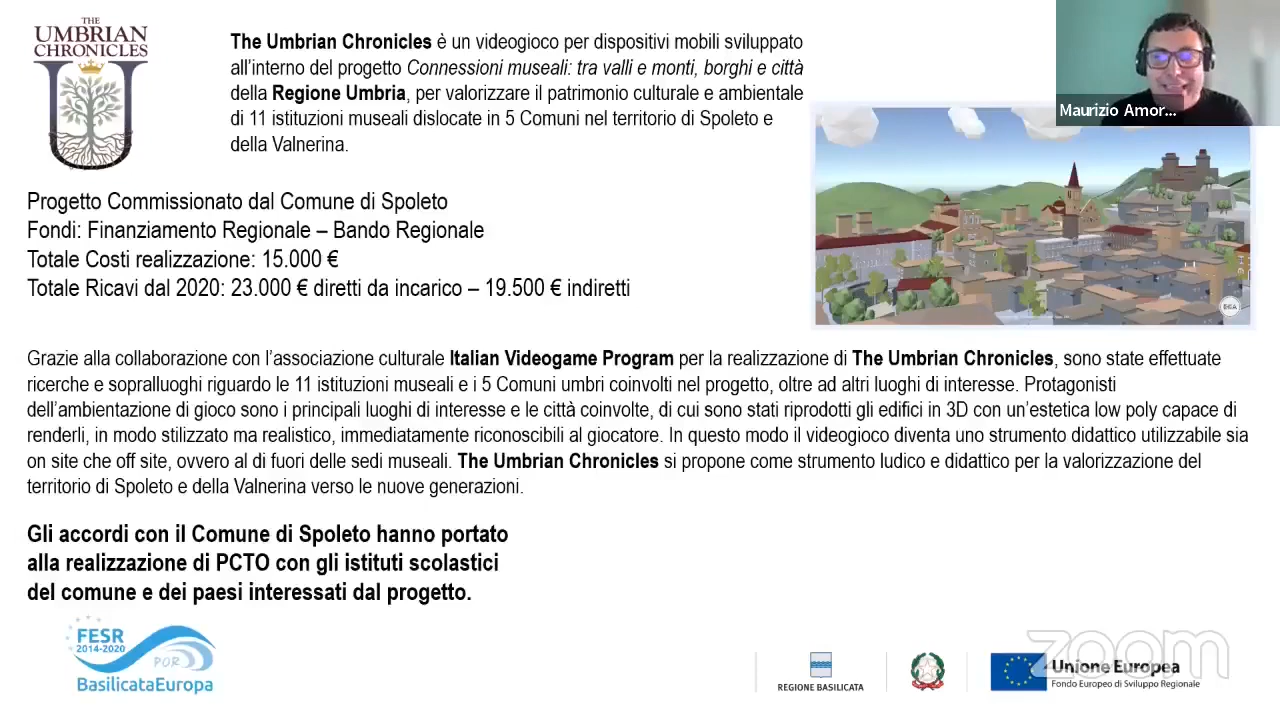 THE
UMBRIAN
CHRONICLES
The Umbrian Chronicles è un videogioco per dispositivi mobili sviluppato
all'interno del progetto Connessioni museali: tra valli e monti, borghi e città
della Regione Umbria, per valorizzare il patrimonio culturale e ambientale
di 11 istituzioni museali dislocate in 5 Comuni nel territorio di Spoleto e
della Valnerina.
Maurizio Amor...
Progetto Commissionato dal Comune di Spoleto
Fondi: Finanziamento Regionale – Bando Regionale
Totale Costi realizzazione: 15.000 €
Totale Ricavi dal 2020: 23.000 € diretti da incarico – 19.500 € indiretti
Grazie alla collaborazione con l'associazione culturale Italian Videogame Program per la realizzazione di The Umbrian Chronicles, sono state effettuate
ricerche e sopralluoghi riguardo le 11 istituzioni museali e i 5 Comuni umbri coinvolti nel progetto, oltre ad altri luoghi di interesse. Protagonisti
dell'ambientazione di gioco sono i principali luoghi di interesse e le città coinvolte, di cui sono stati riprodotti gli edifici in 3D con un'estetica low poly capace di
renderli, in modo stilizzato ma realistico, immediatamente riconoscibili al giocatore. In questo modo il videogioco diventa uno strumento didattico utilizzabile sia
on site che off site, ovvero al di fuori delle sedi museali. The Umbrian Chronicles si propone come strumento ludico e didattico per la valorizzazione del
territorio di Spoleto e della Valnerina verso le nuove generazioni.
Gli accordi con il Comune di Spoleto hanno portato
alla realizzazione di PCTO con gli istituti scolastici
del comune e dei paesi interessati dal progetto.
FESR
2014-2020
POR
BasilicataEuropa
REGIONE BASILICATA
Unione Europea
Fondo Europeo di Sviluppo Regionale
zoom